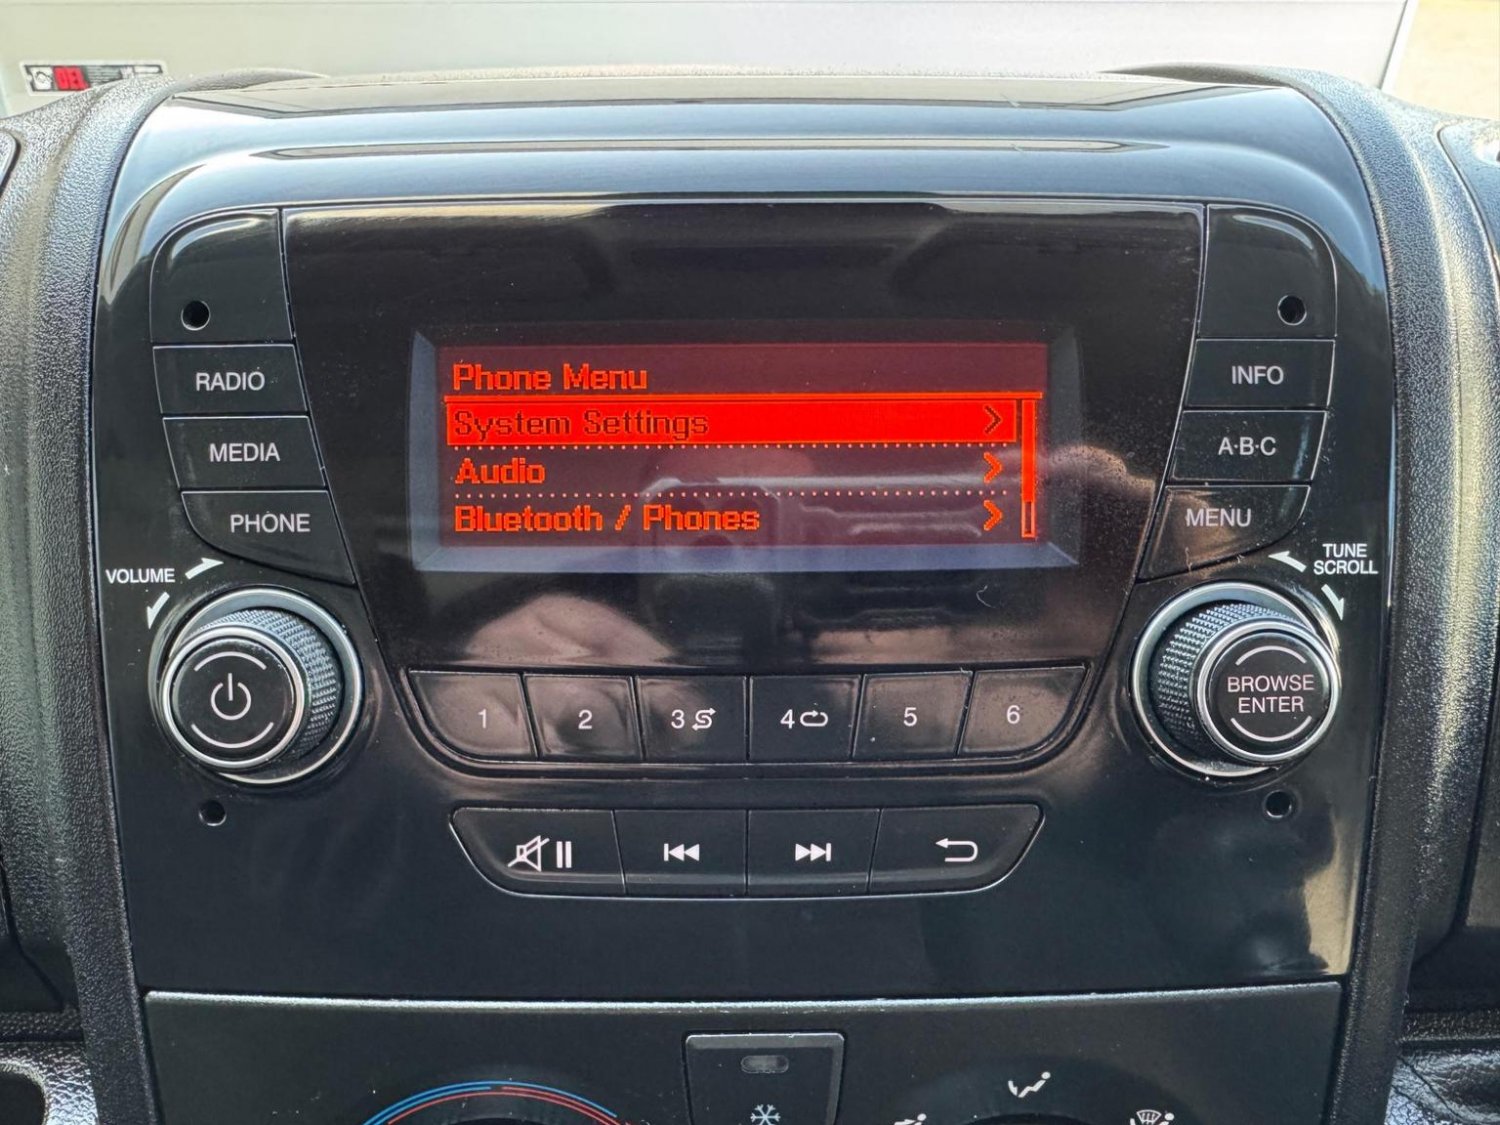 DEI
RADIO
MEDIA
PHONE
VOLUME
Phone Menu
System Settings
Audio
Bluetooth / Phones
INFO
A·B·C
MENU
TUNE
SCROLL
BROWSE
ENTER
1
2
3
4
5
6